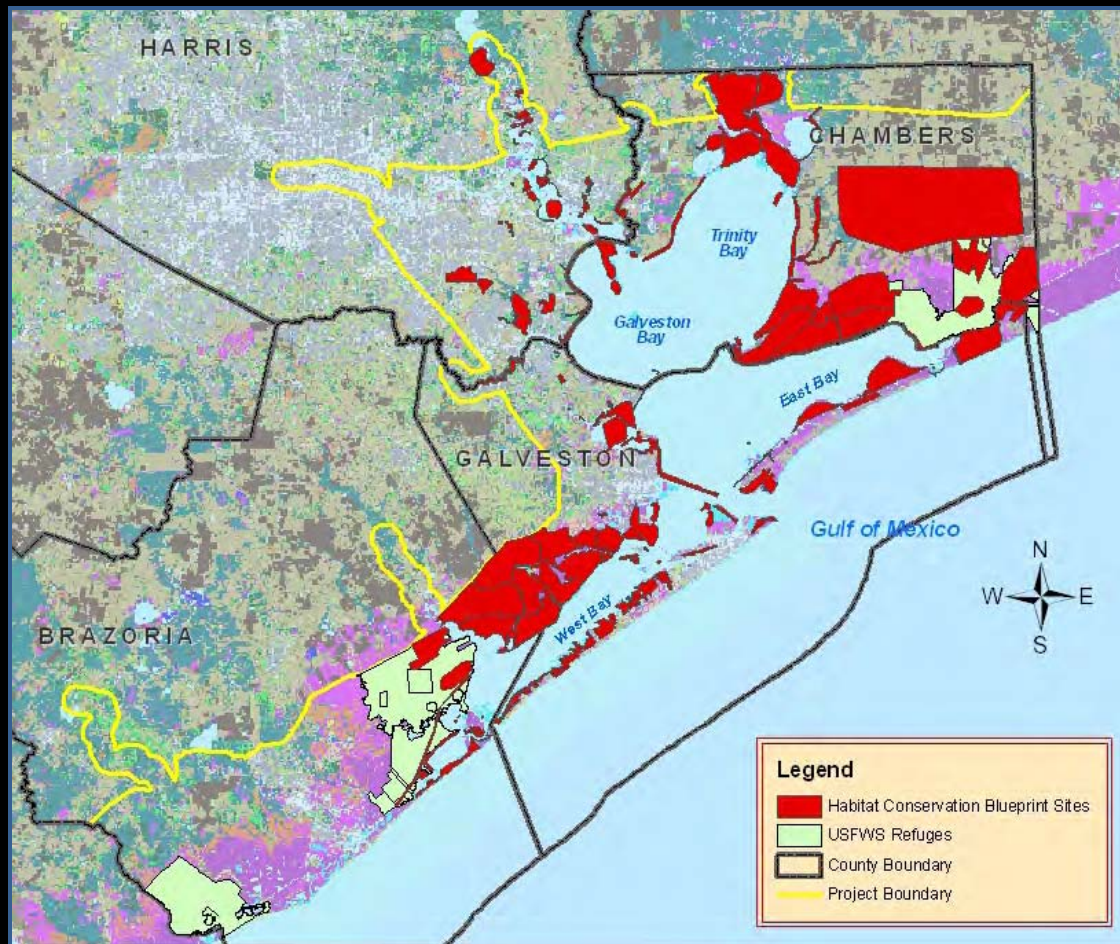 HARRIS
CHAMBERS
Trinity
Bay
Galveston
Bay
East Bay
GALVESTON
Gulf of Mexico
West Bay
BRAZORIA
N
W
E
S
Legend
Habitat Conservation Blueprint Sites
USFWS Refuges
County Boundary
Project Boundary